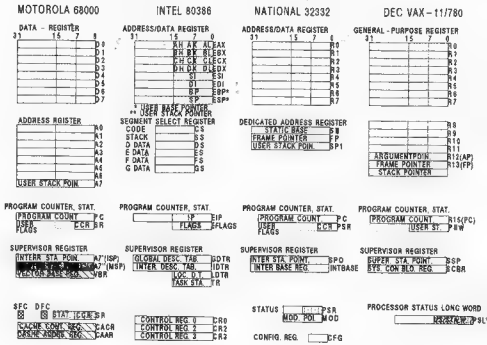 MOTOROLA 68000
DATA - REGISTER
31 15 7 0
D0
D1
D2
D3
D4
D5
D6
D7
ADDRESS RGISTER
A0
A1
A2
A3
USER STACK POIN. A7
PROGRAM COUNTER, STAT.
PROGRAM COUNT PC
USER CCR SR
FLAGS
SUPERVISOR REGISTER
INTERR STA. POIN. A7'(ISP)
A7"(MSP)
VBR
SFC DFC
STAT CCR SR
CACHE CONT. REG. CACR
CACHE ADDRS. REG. CAAR
INTEL 80386
ADDRESS/DATA REGISTER
31 15 7 0
AH AX AL EAX
BH BX BL EBX
CH CX CL ECX
DH DX DL EDX
SI ESI
DI EDI
BP EBP*
SP ESP**
* USER BASE POINTER
** USER STACK POINTER
SEGMENT SELECT REGISTER
CODE CS
STACK SS
D DATA DS
E DATA ES
F DATA FS
G DATA GS
PROGRAM COUNTER, STAT.
IP EIP
FLAGS EFLAGS
SUPERVISOR REGISTER
GLOBAL DESC. TAB. GDTR
INTER DESC. TAB. IDTR
LOC. D.T. LDTR
TASK STA. TR
CONTROL REG. 0 CR0
CONTROL REG. 2 CR2
CONTROL REG. 3 CR3
NATIONAL 32332
ADDRESS/DATA REGISTER
31 15 7 0
R0
R1
R2
R3
R4
R5
R6
R7
DEDICATED ADDRESS REGISTER
STATIC BASE SB
FRAME POINTER FP
USER STACK POIN. SP1
PROGRAM COUNTER, STAT.
PROGRAM COUNT PC
USER CCR PSR
FLAGS
SUPERVISOR REGISTER
INTER STA. POINT. SPO
INTER BASE REG. INTBASE
STATUS PSR
MOD. POI. MOD
CONFIG. REG. CFG
DEC VAX-11/780
GENERAL - PURPOSE REGISTER
31 15 7 0
R0
R1
R2
R3
R4
R5
R6
R7
R8
R9
R10
R11
ARGUMENTPOIN. R12(AP)
FRAME POINTER R13(FP)
STACK POINTER
PROGRAM COUNTER, STAT.
PROGRAM COUNT R15(PC)
USER ST. PSW
SUPERVISOR REGISTER
SUPER. STA. POINT. SSP
SYS. CON BLO. REG. SCBR
PROCESSOR STATUS LONG WORD
PSL